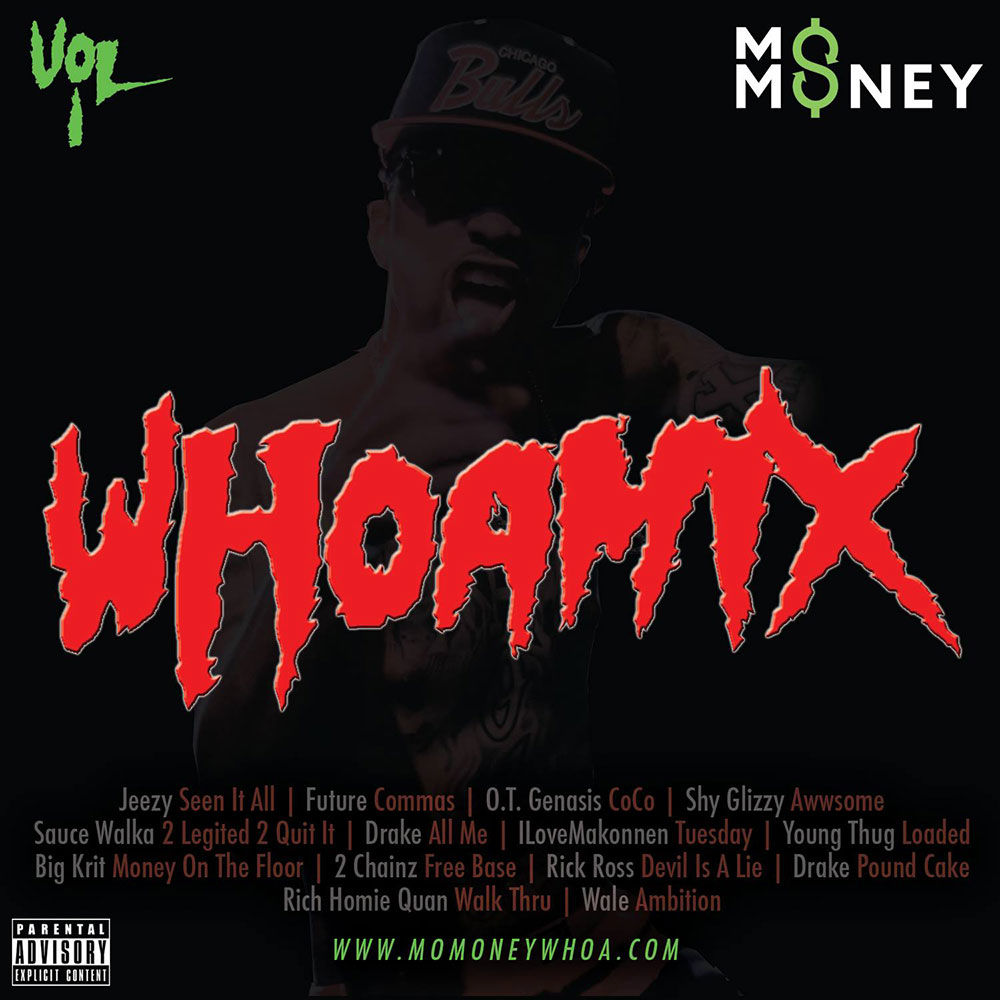 VOL
1
MO
MONEY
CHICAGO
Bulls
WHOAMIX
Jeezy Seen It All | Future Commas | O.T. Genasis CoCo | Shy Glizzy Awwsome
Sauce Walka 2 Legited 2 Quit It | Drake All Me | ILoveMakonnen Tuesday | Young Thug Loaded
Big Krit Money On The Floor | 2 Chainz Free Base | Rick Ross Devil Is A Lie | Drake Pound Cake
Rich Homie Quan Walk Thru | Wale Ambition
WWW.MOMONEYWHOA.COM
PARENTAL
ADVISORY
EXPLICIT CONTENT